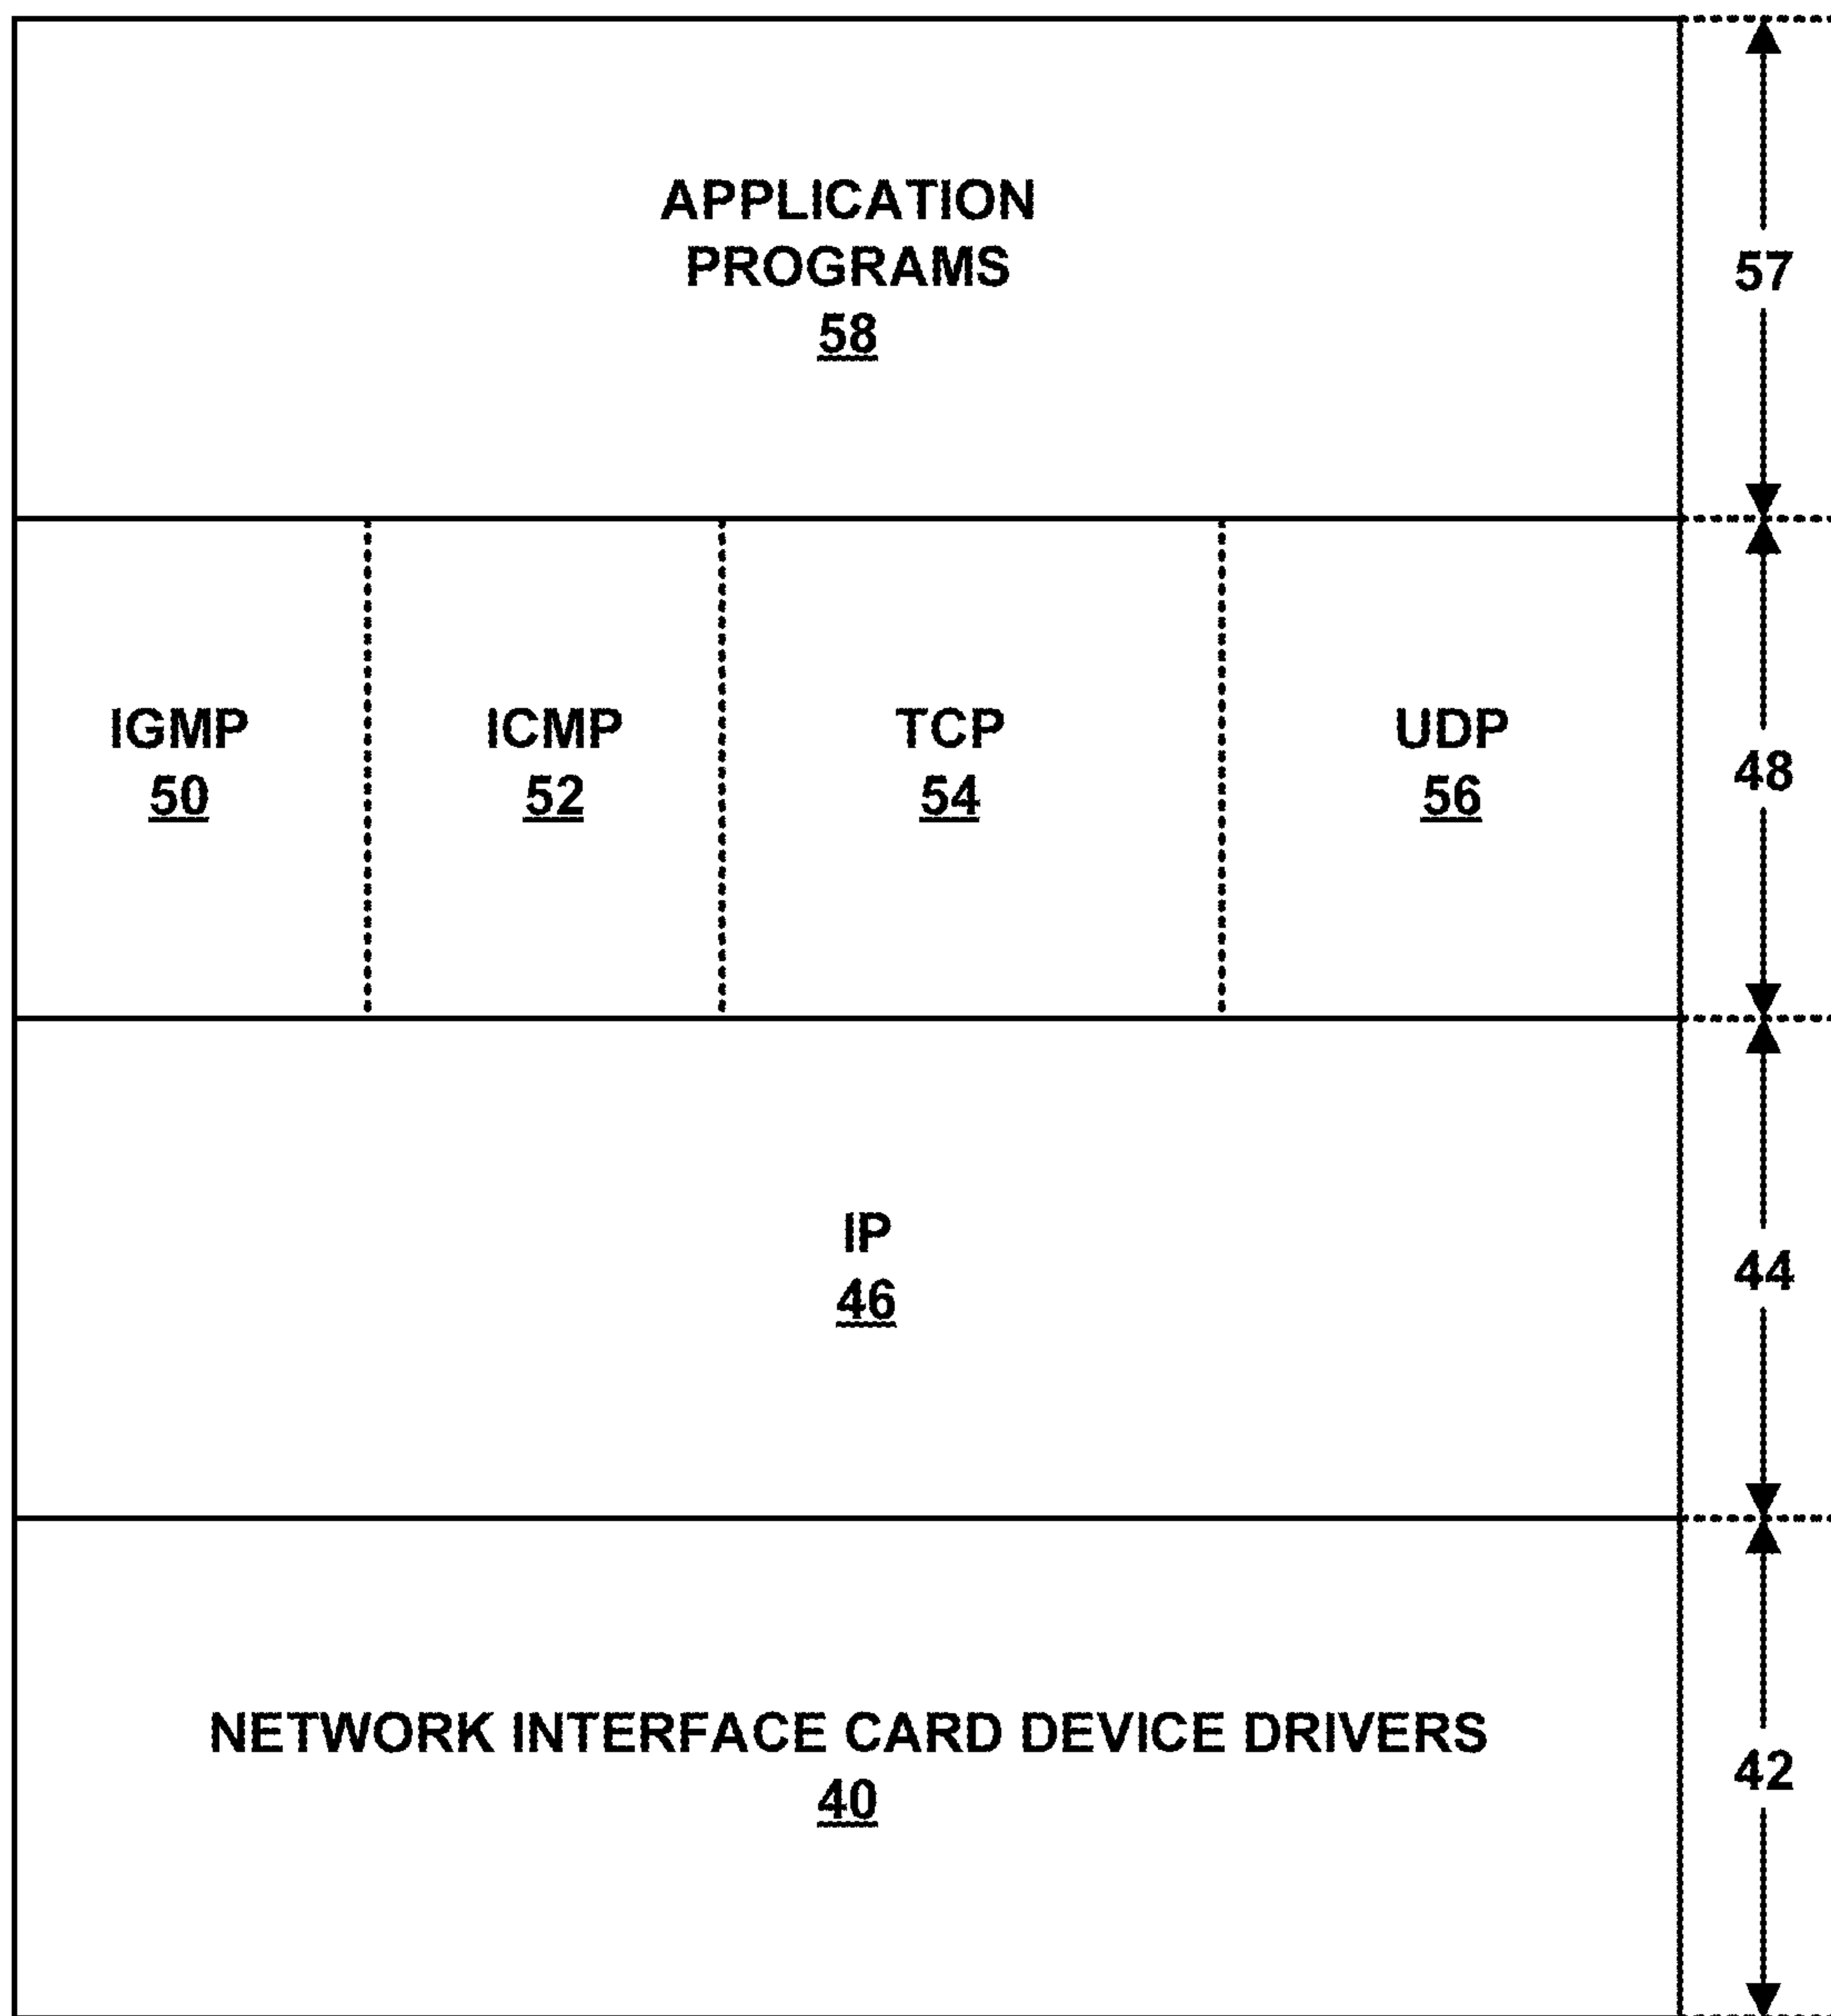 APPLICATION
PROGRAMS
58
57
IGMP
50
ICMP
52
TCP
54
UDP
56
48
IP
46
44
NETWORK INTERFACE CARD DEVICE DRIVERS
40
42